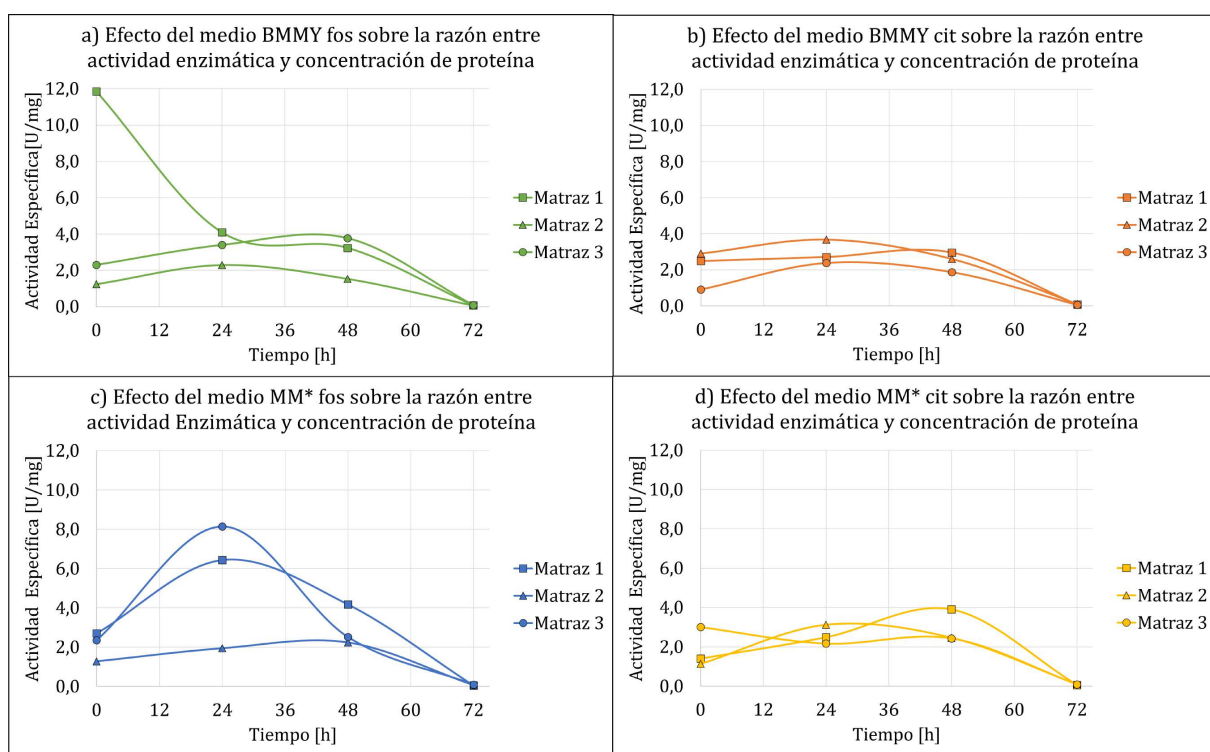 a) Efecto del medio BMMY fos sobre la razón entre
actividad enzimática y concentración de proteína
Actividad Específica[U/mg]
12,0
10,0
8,0
6,0
4,0
2,0
0,0
0 12 24 36 48 60 72
Tiempo [h]
Matraz 1
Matraz 2
Matraz 3
b) Efecto del medio BMMY cit sobre la razón entre
actividad enzimática y concentración de proteína
Actividad Específica [U/mg]
12,0
10,0
8,0
6,0
4,0
2,0
0,0
0 12 24 36 48 60 72
Tiempo [h]
Matraz 1
Matraz 2
Matraz 3
c) Efecto del medio MM* fos sobre la razón entre
actividad Enzimática y concentración de proteína
Actividad Específica [U/mg]
12,0
10,0
8,0
6,0
4,0
2,0
0,0
0 12 24 36 48 60 72
Tiempo [h]
Matraz 1
Matraz 2
Matraz 3
d) Efecto del medio MM* cit sobre la razón entre
actividad enzimática y concentración de proteína
Actividad Específica [U/mg]
12,0
10,0
8,0
6,0
4,0
2,0
0,0
0 12 24 36 48 60 72
Tiempo [h]
Matraz 1
Matraz 2
Matraz 3